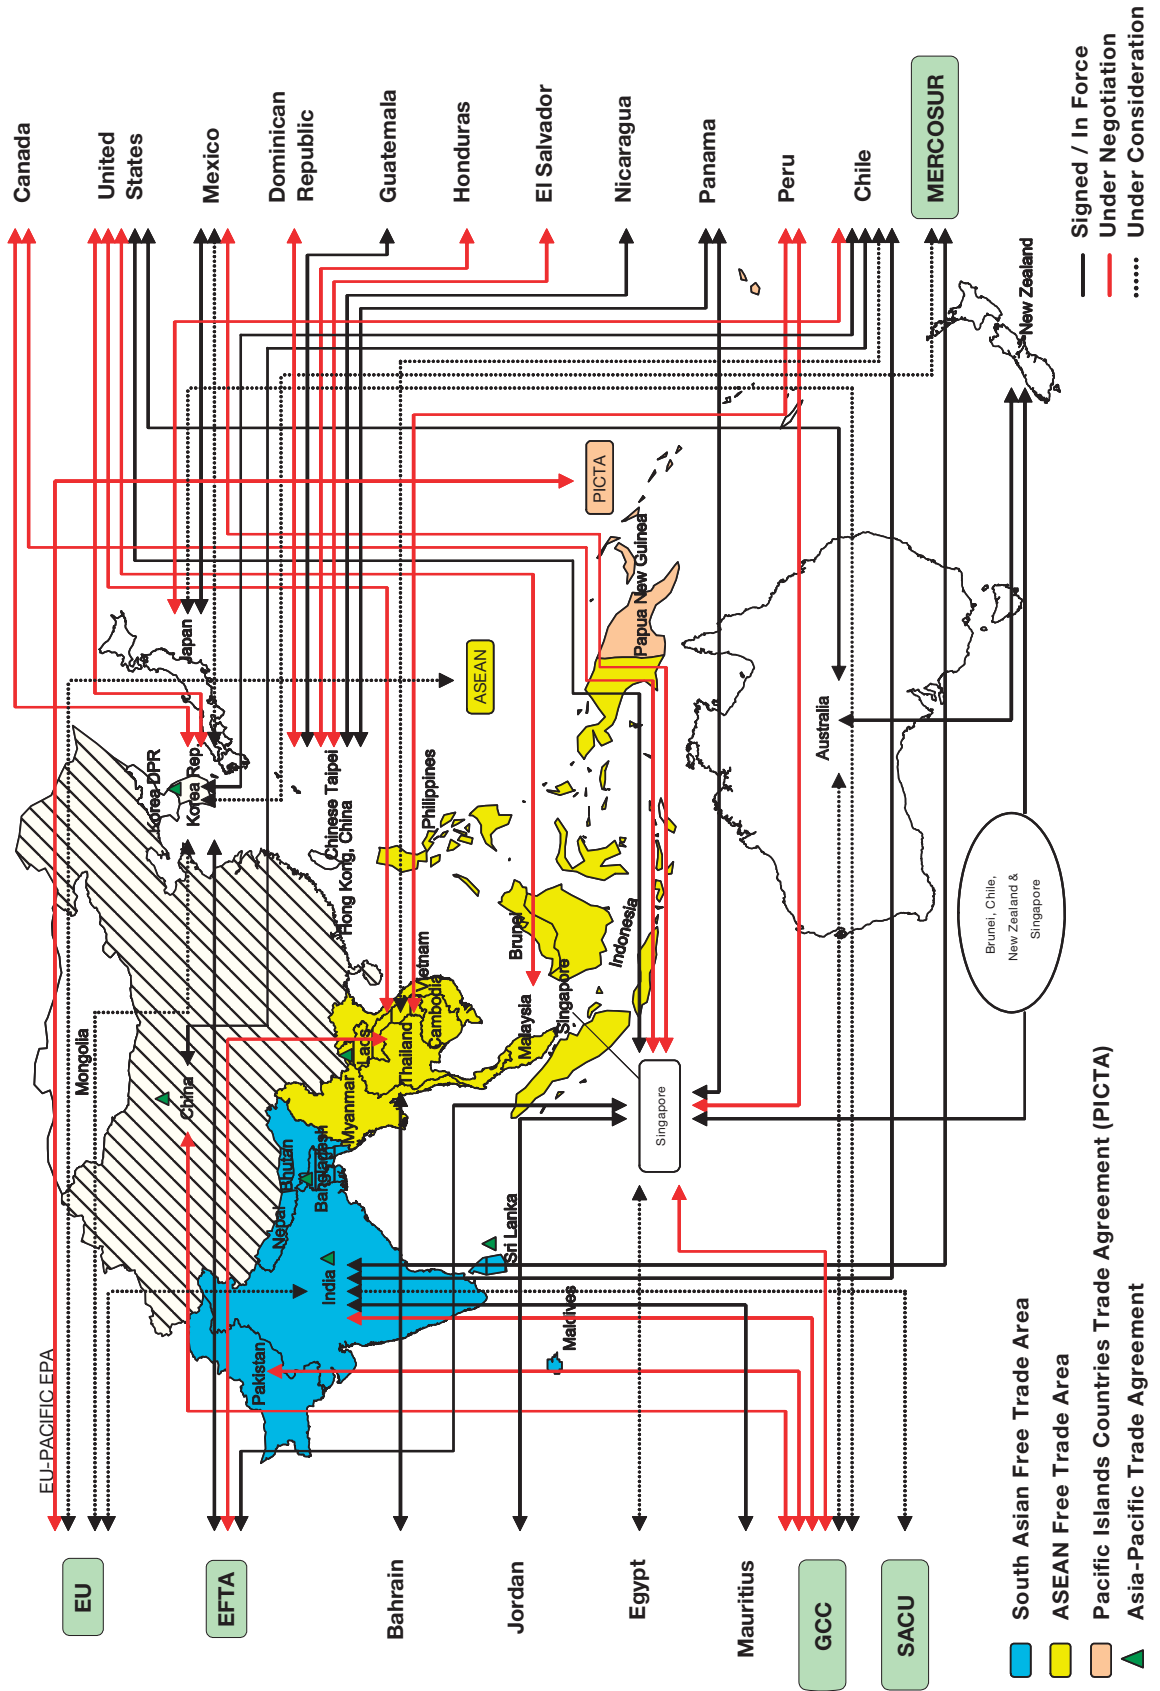 Canada
United
States
Mexico
Dominican
Republic
Guatemala
Honduras
El Salvador
Nicaragua
Panama
Peru
Chile
MERCOSUR
EU-PACIFIC EPA
EU
EFTA
Bahrain
Jordan
Egypt
Mauritius
GCC
SACU
Mongolia
China
Korea DPR
Korea Rep.
Japan
Chinese Taipei
Hong Kong, China
Philippines
ASEAN
PICTA
Papua New Guinea
Pakistan
Nepal
Bhutan
Bangladesh
India
Myanmar
Laos
Thailand
Vietnam
Cambodia
Sri Lanka
Maldives
Malaysia
Brunei
Singapore
Indonesia
Singapore
Australia
New Zealand
Brunei, Chile,
New Zealand &
Singapore
South Asian Free Trade Area
ASEAN Free Trade Area
Pacific Islands Countries Trade Agreement (PICTA)
Asia-Pacific Trade Agreement
Signed / In Force
Under Negotiation
Under Consideration